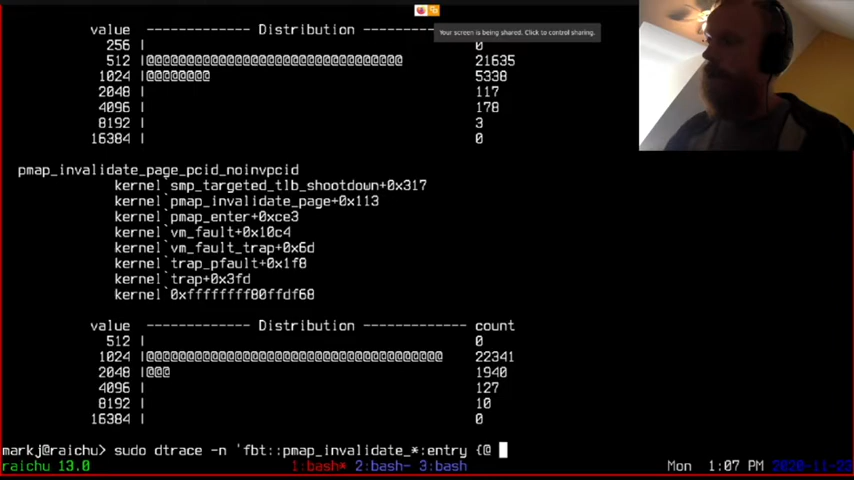 Your screen is being shared. Click to control sharing.
value ------------- Distribution ------------- count
256 | 0
512 |@@@@@@@@@@@@@@@@@@@@@@@@@@@@@@@@ 21635
1024 |@@@@@@@@ 5338
2048 | 117
4096 | 178
8192 | 3
16384 | 0
pmap_invalidate_page_pcid_noinvpcid
kernel`smp_targeted_tlb_shootdown+0x317
kernel`pmap_invalidate_page+0x113
kernel`pmap_enter+0xce3
kernel`vm_fault+0x10c4
kernel`vm_fault_trap+0x6d
kernel`trap_pfault+0x1f8
kernel`trap+0x3fd
kernel`0xffffffff80ffdf68
value ------------- Distribution ------------- count
512 | 0
1024 |@@@@@@@@@@@@@@@@@@@@@@@@@@@@@@@@@@@@@ 22341
2048 |@@@ 1940
4096 | 127
8192 | 10
16384 | 0
markj@raichu> sudo dtrace -n 'fbt::pmap_invalidate_*:entry {@
raichu 13.0 1:bash* 2:bash- 3:bash Mon 1:07 PM 2020-11-23